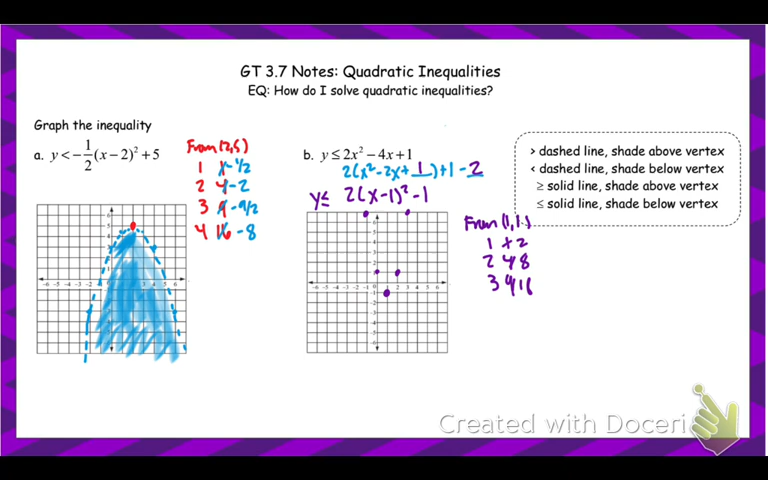 GT 3.7 Notes: Quadratic Inequalities
EQ: How do I solve quadratic inequalities?
Graph the inequality
a. y < -1/2(x - 2)² + 5
From (2,5)
1 1 -1/2
2 4 -2
3 9 -9/2
4 16 -8
b. y ≤ 2x² - 4x + 1
2(x² - 2x + 1) + 1 - 2
y ≤ 2(x - 1)² - 1
From (1,1
1 + 2
2 4 8
3 9 18
> dashed line, shade above vertex
< dashed line, shade below vertex
≥ solid line, shade above vertex
≤ solid line, shade below vertex
Created with Doceri